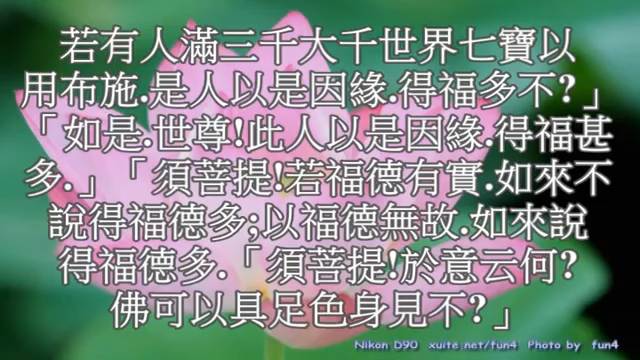 若有人滿三千大千世界七寶以
用布施.是人以是因緣.得福多不?」
「如是.世尊!此人以是因緣.得福甚
多.」「須菩提!若福德有實.如來不
說得福德多;以福德無故.如來說
得福德多.「須菩提!於意云何?
佛可以具足色身見不?」
Nikon D90 xuite.net/fun4 Photo by fun4